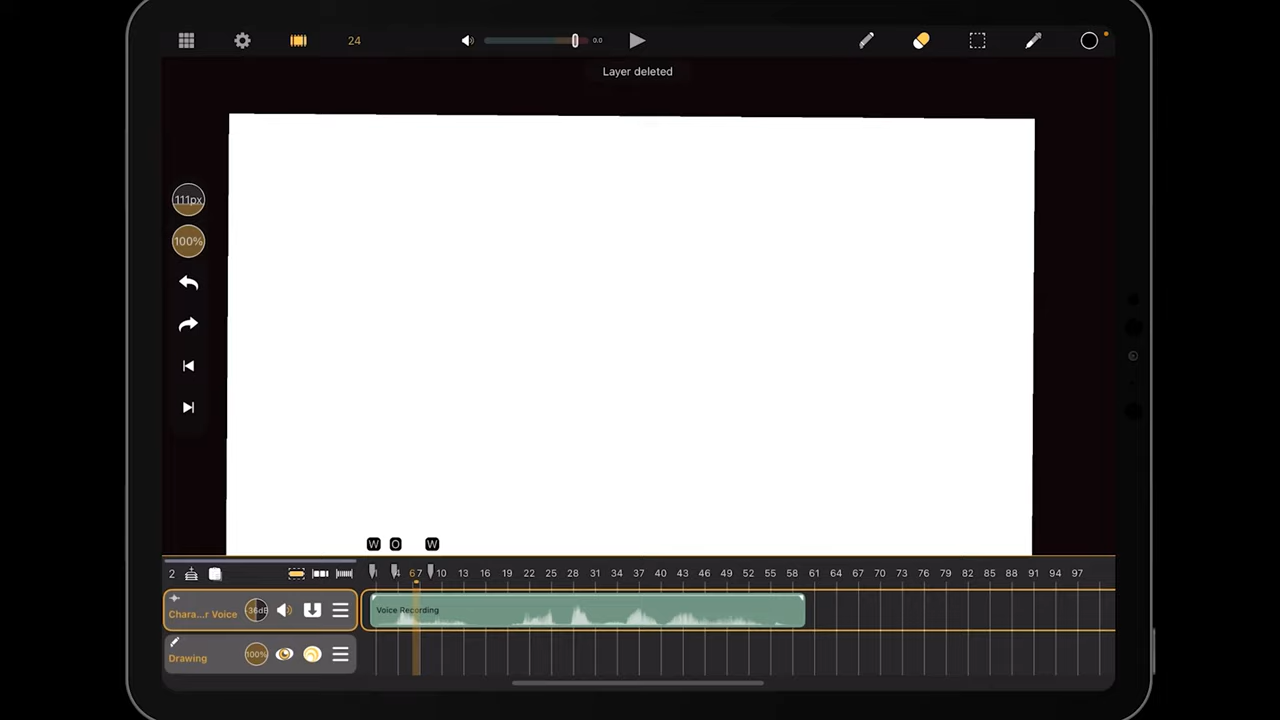 24
0.0
Layer deleted
111px
100%
W O W
2
1 4 67 10 13 16 19 22 25 28 31 34 37 40 43 46 49 52 55 58 61 64 67 70 73 76 79 82 85 88 91 94 97
Chara...r Voice
Voice Recording
Drawing
100%